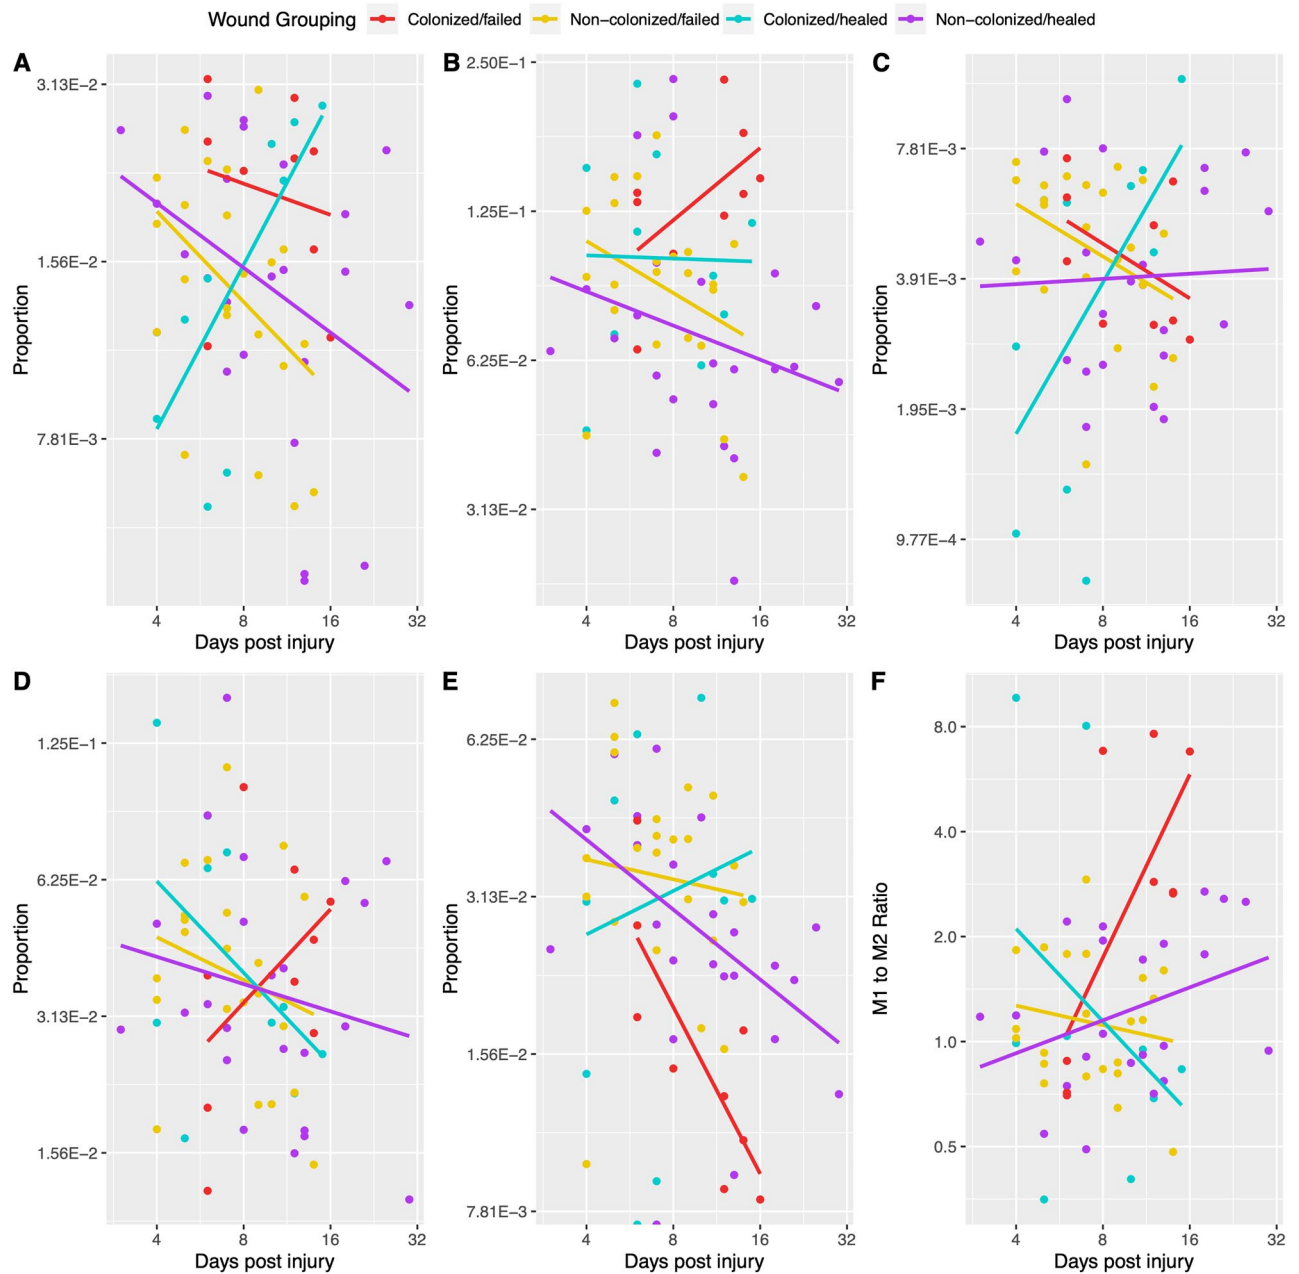 Wound Grouping Colonized/failed Non−colonized/failed Colonized/healed Non−colonized/healed
A
3.13E−2
1.56E−2
7.81E−3
Proportion
4 8 16 32
Days post injury
B
2.50E−1
1.25E−1
6.25E−2
3.13E−2
Proportion
4 8 16 32
Days post injury
C
7.81E−3
3.91E−3
1.95E−3
9.77E−4
Proportion
4 8 16 32
Days post injury
D
1.25E−1
6.25E−2
3.13E−2
1.56E−2
Proportion
4 8 16 32
Days post injury
E
6.25E−2
3.13E−2
1.56E−2
7.81E−3
Proportion
4 8 16 32
Days post injury
F
8.0
4.0
2.0
1.0
0.5
M1 to M2 Ratio
4 8 16 32
Days post injury